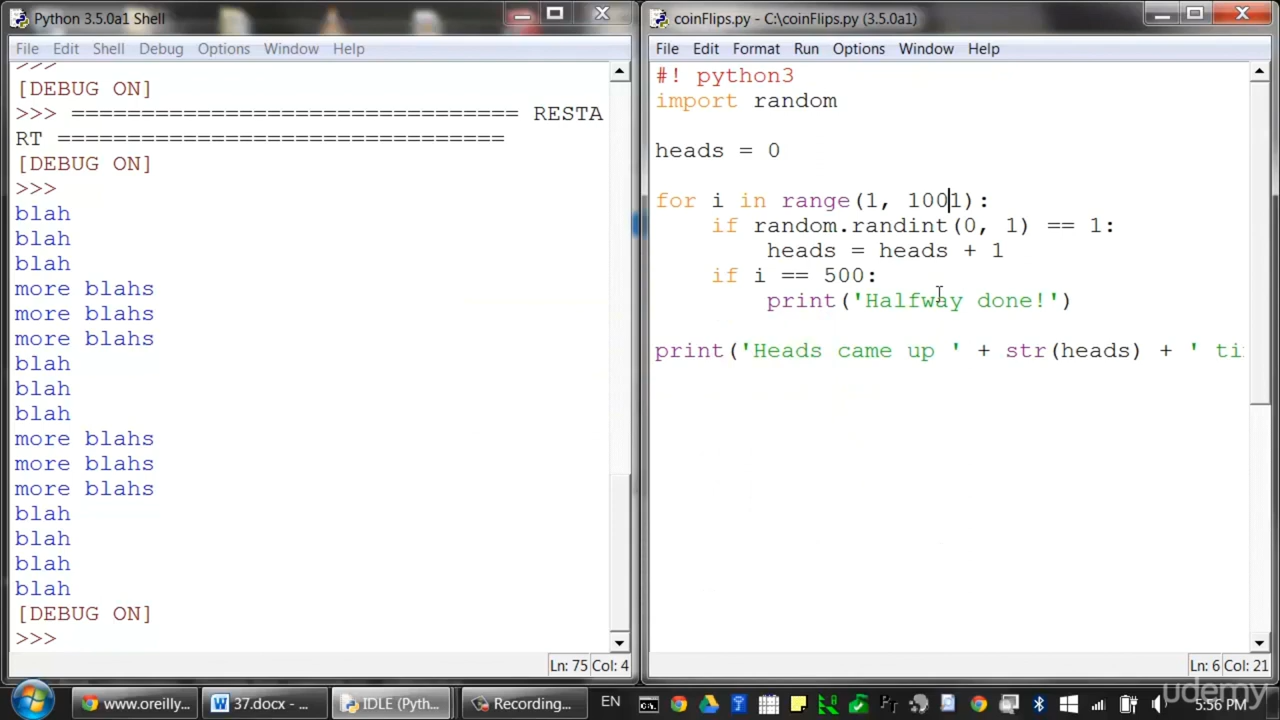 Python 3.5.0a1 Shell
File Edit Shell Debug Options Window Help
>>>
[DEBUG ON]
>>> ================================ RESTA
RT ================================
[DEBUG ON]
>>>
blah
blah
blah
more blahs
more blahs
more blahs
blah
blah
blah
more blahs
more blahs
more blahs
blah
blah
blah
blah
[DEBUG ON]
>>>
Ln: 75 Col: 4
coinFlips.py - C:\coinFlips.py (3.5.0a1)
File Edit Format Run Options Window Help
#! python3
import random
heads = 0
for i in range(1, 1001):
if random.randint(0, 1) == 1:
heads = heads + 1
if i == 500:
print('Halfway done!')
print('Heads came up ' + str(heads) + ' ti
Ln: 6 Col: 21
www.oreilly... 37.docx - ... IDLE (Pyth... Recording... EN 5:56 PM
udemy